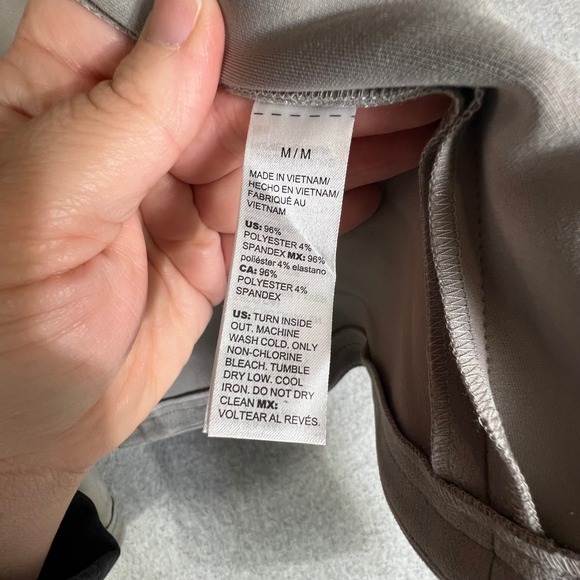 M/M
MADE IN VIETNAM/
HECHO EN VIETNAM/
FABRIQUÉ AU
VIETNAM
US: 96%
POLYESTER 4%
SPANDEX MX: 96%
poliéster 4% elastano
CA: 96%
POLYESTER 4%
SPANDEX
US: TURN INSIDE
OUT. MACHINE
WASH COLD. ONLY
NON-CHLORINE
BLEACH. TUMBLE
DRY LOW. COOL
IRON. DO NOT DRY
CLEAN MX:
VOLTEAR AL REVÉS.